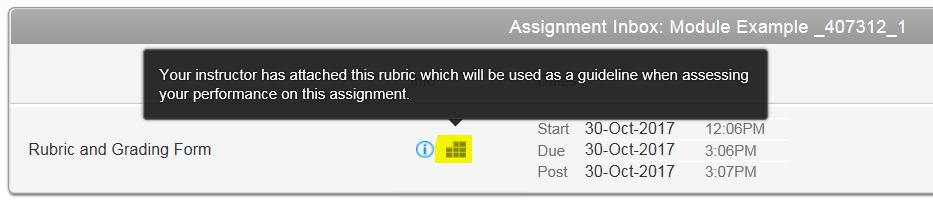 Assignment Inbox: Module Example _407312_1
Your instructor has attached this rubric which will be used as a guideline when assessing
your performance on this assignment.
Rubric and Grading Form
Start 30-Oct-2017 12:06PM
Due 30-Oct-2017 3:06PM
Post 30-Oct-2017 3:07PM